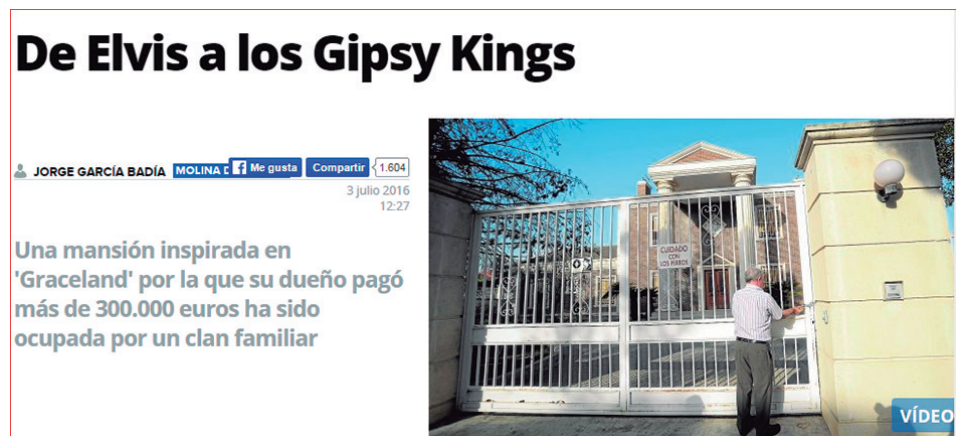 De Elvis a los Gipsy Kings
JORGE GARCÍA BADÍA MOLINA Me gusta Compartir 1.604
3 julio 2016
12:27
Una mansión inspirada en
'Graceland' por la que su dueño pagó
más de 300.000 euros ha sido
ocupada por un clan familiar
CUIDADO
CON
LOS PERROS
VÍDEO